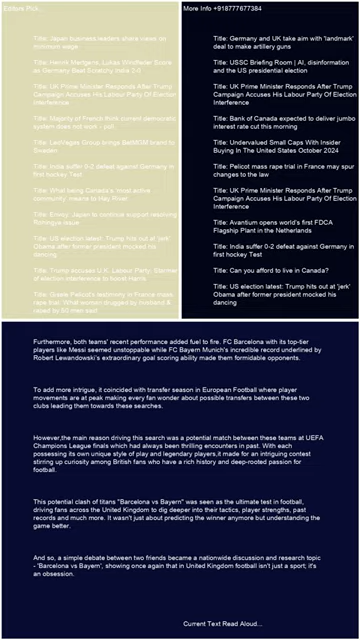 Editors Pick...
Title: Japan business leaders share views on
minimum wage
Title: Henrik Madgens, Lukas Windfeder Score
as Germany Beat
Title: UK Prime Minister Responds After Trump
Campaign Accuses His Labour Party Of Election
Interference
Title: Majority of French think current democratic
system does not work - poll
Title: LeoVegas Group brings BetMGM brand to
Sweden
Title: India suffer 0-2 defeat against Germany in
first hockey Test
Title: What being Canada's 'most active
community' means to Hay River
Title: Envoy: Japan to continue support resolving
Rohingya issue
Title: US election latest: Trump hits out at 'jerk'
Obama after former president mocked his
dancing
Title: Trump accuses U.K. Labour Party, Starmer
of election interference to boost Harris
Title: Gisele Pelicot's testimony in France mass
rape trial: What woman drugged by husband &
raped by 50 men said
More Info +918777677384
Title: Germany and UK take aim with 'landmark'
deal to make artillery guns
Title: USSC Briefing Room | AI, disinformation
and the US presidential election
Title: UK Prime Minister Responds After Trump
Campaign Accuses His Labour Party Of Election
Interference
Title: Bank of Canada expected to deliver jumbo
interest rate cut this morning
Title: Undervalued Small Caps With Insider
Buying In The United States October 2024
Title: Pelicot mass rape trial in France may spur
changes to the law
Title: UK Prime Minister Responds After Trump
Campaign Accuses His Labour Party Of Election
Interference
Title: Avantium opens world's first FDCA
Flagship Plant in the Netherlands
Title: India suffer 0-2 defeat against Germany in
first hockey Test
Title: Can you afford to live in Canada?
Title: US election latest: Trump hits out at 'jerk'
Obama after former president mocked his
dancing
Furthermore, both teams' recent performance added fuel to fire. FC Barcelona with its top-tier
players like Messi seemed unstoppable while FC Bayern Munich's incredible record underlined by
Robert Lewandowski's extraordinary goal scoring ability made them formidable opponents.
To add more intrigue, it coincided with transfer season in European Football where player
movements are at peak making every fan wonder about possible transfers between these two
clubs leading them towards these searches.
However,the main reason driving this search was a potential match between these teams at UEFA
Champions League finals which had always been thrilling encounters in past. With each
possessing its own unique style of play and legendary players,it made for an intriguing contest
stirring up curiosity among British fans who have a rich history and deep-rooted passion for
football.
This potential clash of titans "Barcelona vs Bayern" was seen as the ultimate test in football,
driving fans across the United Kingdom to dig deeper into their tactics, player strengths, past
records and much more. It wasn't just about predicting the winner anymore but understanding the
game better.
And so, a simple debate between two friends became a nationwide discussion and research topic
- 'Barcelona vs Bayern', showing once again that in United Kingdom football isn't just a sport; it's
an obsession.
Current Text Read Aloud...